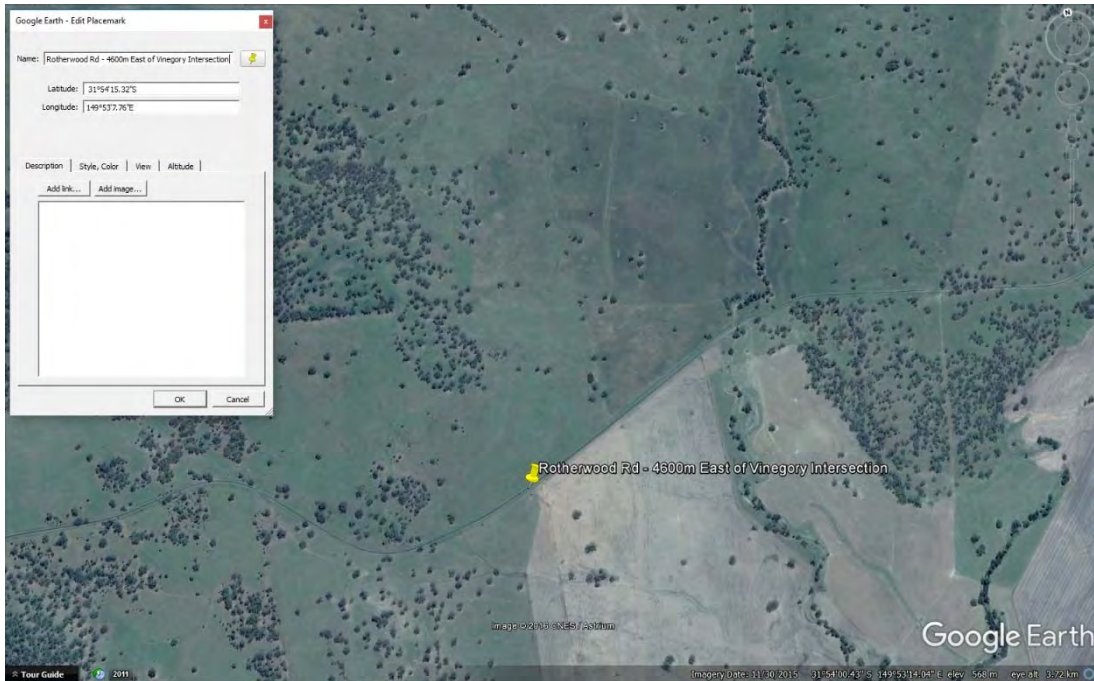 Google Earth - Edit Placemark
x
Name: Rotherwood Rd - 4600m East of Vinegory Intersection
Latitude: 31°54'15.32"S
Longitude: 149°53'7.76"E
Description Style, Color View Altitude
Add link... Add image...
OK Cancel
N
Rotherwood Rd - 4600m East of Vinegory Intersection
Image © 2016 CNES / Astrium
Google Earth
Tour Guide 2011 Imagery Date: 11/30/2015 31°54'00.43" S 149°53'14.04" E elev 568 m eye alt 3.72 km